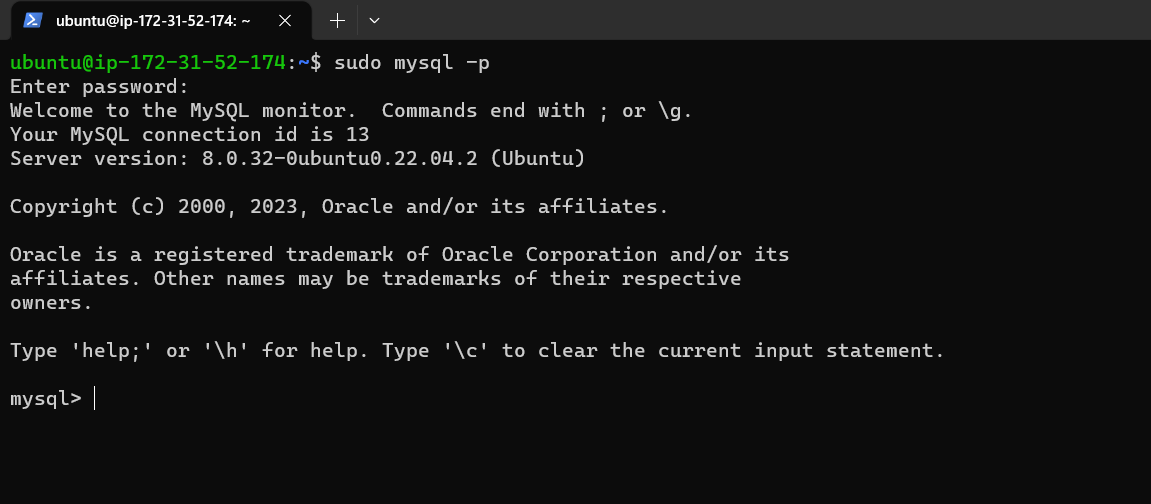 ubuntu@ip-172-31-52-174: ~
ubuntu@ip-172-31-52-174:~$ sudo mysql -p
Enter password:
Welcome to the MySQL monitor.  Commands end with ; or \g.
Your MySQL connection id is 13
Server version: 8.0.32-0ubuntu0.22.04.2 (Ubuntu)
Copyright (c) 2000, 2023, Oracle and/or its affiliates.
Oracle is a registered trademark of Oracle Corporation and/or its
affiliates. Other names may be trademarks of their respective
owners.
Type 'help;' or '\h' for help. Type '\c' to clear the current input statement.
mysql>